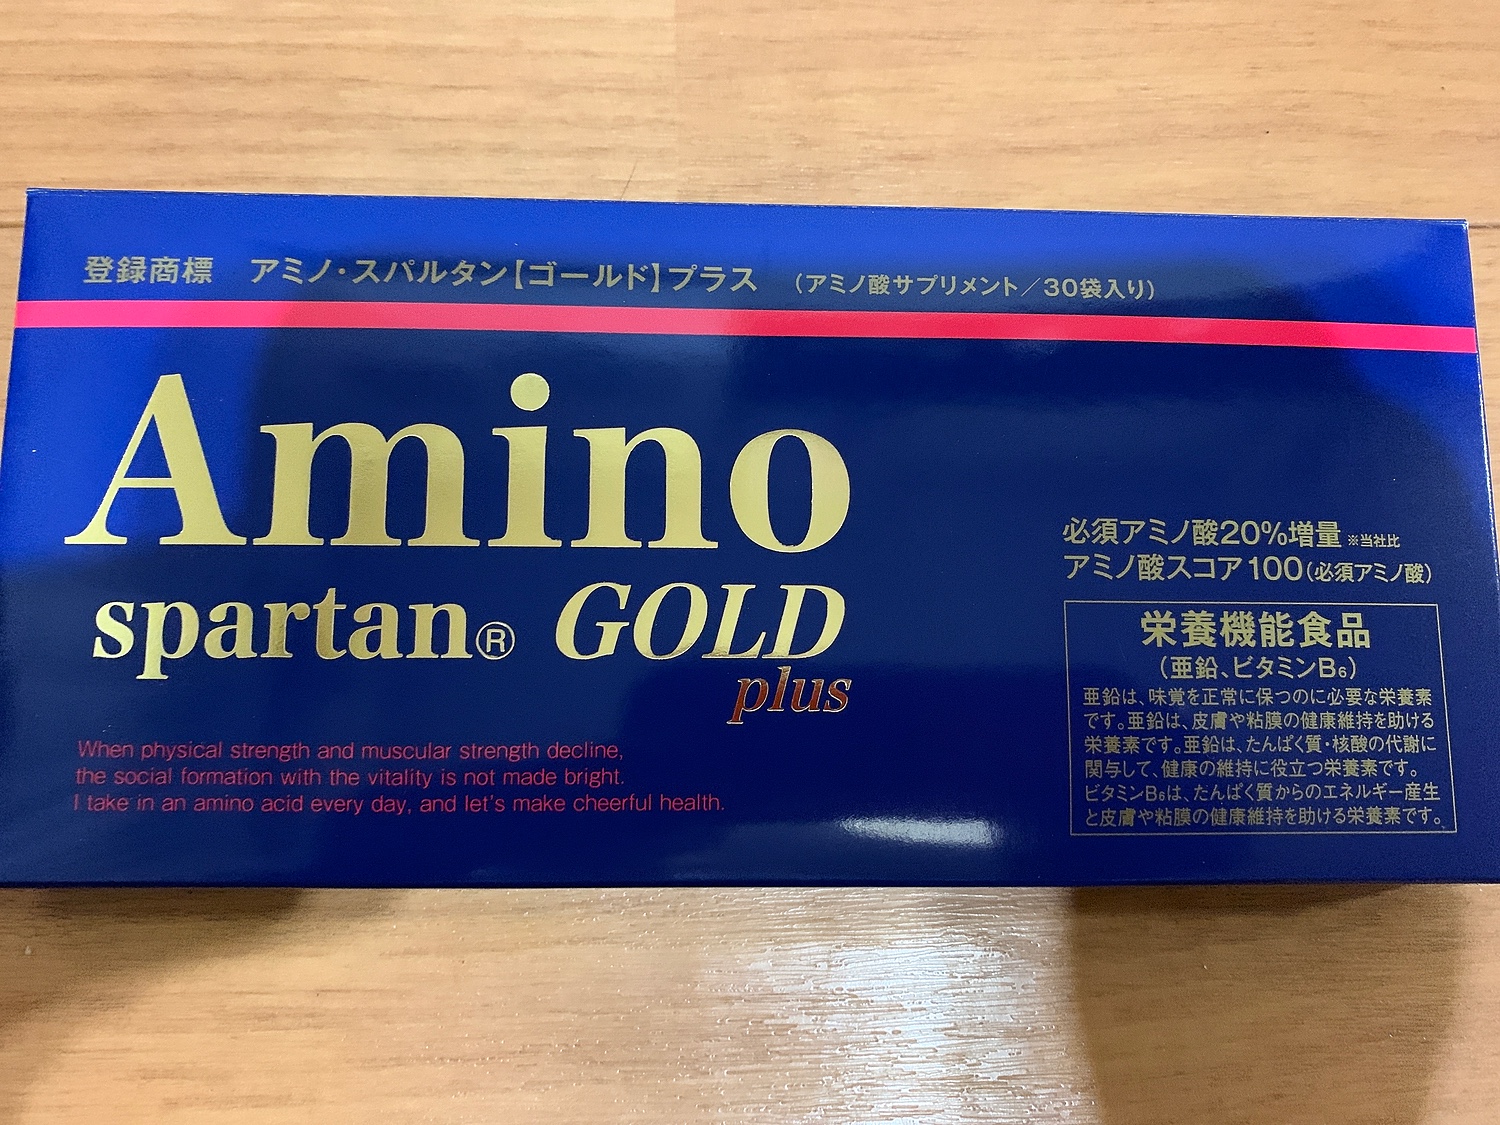 登録商標 アミノ・スパルタン【ゴールド】プラス (アミノ酸サプリメント／30袋入り)
Amino
spartan® GOLD
plus
When physical strength and muscular strength decline,
the social formation with the vitality is not made bright.
I take in an amino acid every day, and let's make cheerful health.
必須アミノ酸20%増量 ※当社比
アミノ酸スコア100(必須アミノ酸)
栄養機能食品
(亜鉛、ビタミンB₆)
亜鉛は、味覚を正常に保つのに必要な栄養素
です。亜鉛は、皮膚や粘膜の健康維持を助ける
栄養素です。亜鉛は、たんぱく質・核酸の代謝に
関与して、健康の維持に役立つ栄養素です。
ビタミンB₆は、たんぱく質からのエネルギー産生
と皮膚や粘膜の健康維持を助ける栄養素です。